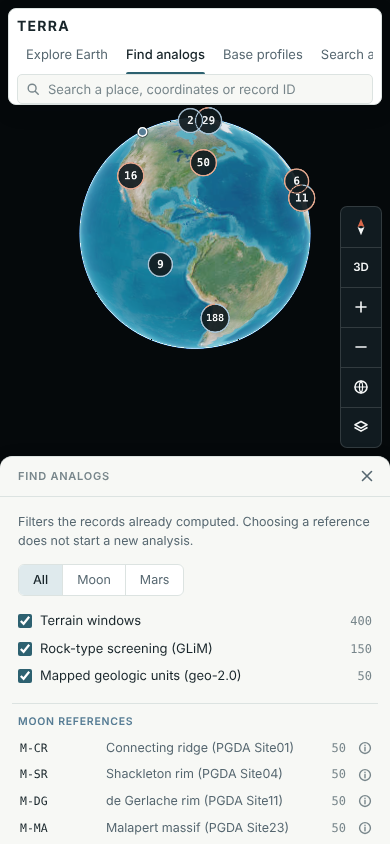 TERRA
Explore Earth Find analogs Base profiles Search a
Search a place, coordinates or record ID
2 29
50
16
6
11
9
188
3D
FIND ANALOGS
Filters the records already computed. Choosing a reference
does not start a new analysis.
All Moon Mars
Terrain windows 400
Rock-type screening (GLiM) 150
Mapped geologic units (geo-2.0) 50
MOON REFERENCES
M-CR Connecting ridge (PGDA Site01) 50
M-SR Shackleton rim (PGDA Site04) 50
M-DG de Gerlache rim (PGDA Site11) 50
M-MA Malapert massif (PGDA Site23) 50